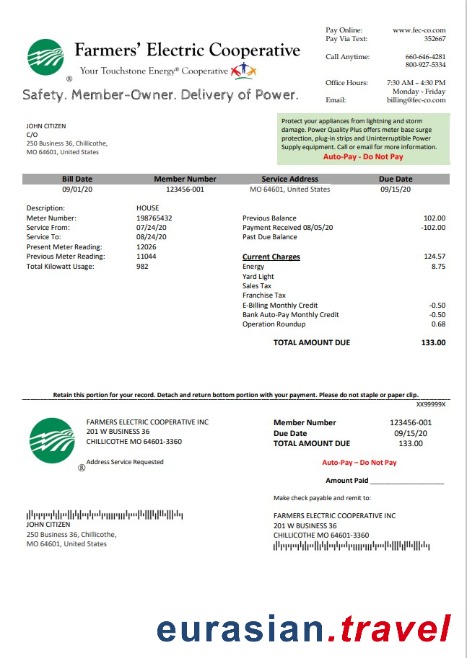 Farmers' Electric Cooperative
Your Touchstone Energy® Cooperative
®
Safety. Member-Owner. Delivery of Power.
Pay Online: www.fec-co.com
Pay Via Text: 352667
Call Anytime: 660-646-4281
800-927-5334
Office Hours: 7:30 AM – 4:30 PM
Monday - Friday
Email: billing@fec-co.com
JOHN CITIZEN
C/O
250 Business 36, Chillicothe,
MO 64601, United States
Protect your appliances from lightning and storm
damage. Power Quality Plus offers meter base surge
protection, plug-in strips and Uninterruptible Power
Supply equipment. Call or email for more information.
Auto-Pay - Do Not Pay
Bill Date Member Number Service Address Due Date
09/01/20 123456-001 MO 64601, United States 09/15/20
Description: HOUSE
Meter Number: 198765432
Service From: 07/24/20
Service To: 08/24/20
Present Meter Reading: 12026
Previous Meter Reading: 11044
Total Kilowatt Usage: 982
Previous Balance 102.00
Payment Received 08/05/20 -102.00
Past Due Balance
Current Charges 124.57
Energy 8.75
Yard Light
Sales Tax
Franchise Tax
E-Billing Monthly Credit -0.50
Bank Auto-Pay Monthly Credit -0.50
Operation Roundup 0.68
TOTAL AMOUNT DUE 133.00
Retain this portion for your record. Detach and return bottom portion with your payment. Please do not staple or paper clip.
XX99999X
FARMERS ELECTRIC COOPERATIVE INC
201 W BUSINESS 36
CHILLICOTHE MO 64601-3360
® Address Service Requested
Member Number 123456-001
Due Date 09/15/20
TOTAL AMOUNT DUE 133.00
Auto-Pay – Do Not Pay
Amount Paid
Make check payable and remit to:
JOHN CITIZEN
250 Business 36, Chillicothe,
MO 64601, United States
FARMERS ELECTRIC COOPERATIVE INC
201 W BUSINESS 36
CHILLICOTHE MO 64601-3360
eurasian.travel